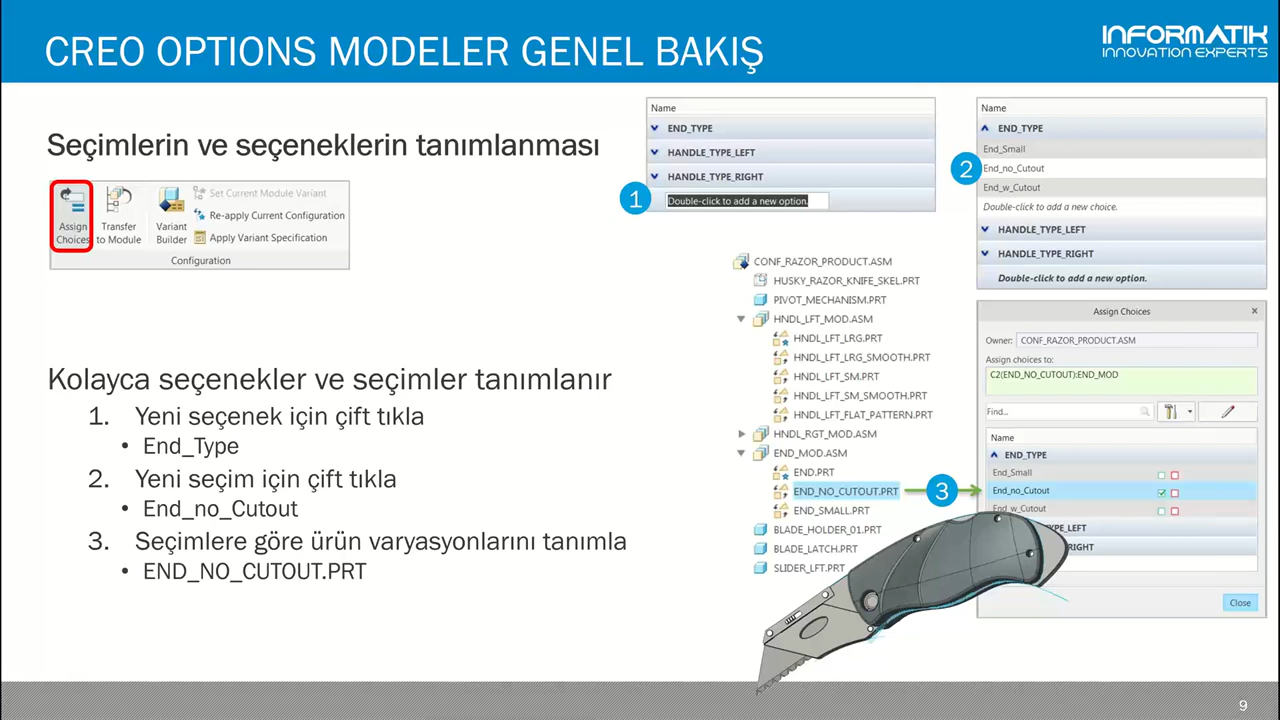 CREO OPTIONS MODELER GENEL BAKIŞ
INFORMATIK
INNOVATION EXPERTS
Seçimlerin ve seçeneklerin tanımlanması
Assign
Choices
Transfer
to Module
Variant
Builder
Set Current Module Variant
Re-apply Current Configuration
Apply Variant Specification
Configuration
Kolayca seçenekler ve seçimler tanımlanır
1. Yeni seçenek için çift tıkla
• End_Type
2. Yeni seçim için çift tıkla
• End_no_Cutout
3. Seçimlere göre ürün varyasyonlarını tanımla
• END_NO_CUTOUT.PRT
Name
END_TYPE
HANDLE_TYPE_LEFT
HANDLE_TYPE_RIGHT
1
Double-click to add a new option.
Name
END_TYPE
End_Small
2
End_no_Cutout
End_w_Cutout
Double-click to add a new choice.
HANDLE_TYPE_LEFT
HANDLE_TYPE_RIGHT
Double-click to add a new option.
CONF_RAZOR_PRODUCT.ASM
HUSKY_RAZOR_KNIFE_SKEL.PRT
PIVOT_MECHANISM.PRT
HNDL_LFT_MOD.ASM
HNDL_LFT_LRG.PRT
HNDL_LFT_LRG_SMOOTH.PRT
HNDL_LFT_SM.PRT
HNDL_LFT_SM_SMOOTH.PRT
HNDL_LFT_FLAT_PATTERN.PRT
HNDL_RGT_MOD.ASM
END_MOD.ASM
END.PRT
END_NO_CUTOUT.PRT
3
END_SMALL.PRT
BLADE_HOLDER_01.PRT
BLADE_LATCH.PRT
SLIDER_LFT.PRT
Assign Choices
Owner: CONF_RAZOR_PRODUCT.ASM
Assign choices to:
C2(END_NO_CUTOUT):END_MOD
Find...
Name
END_TYPE
End_Small
End_no_Cutout
End_w_Cutout
YPE_LEFT
RIGHT
Close
9